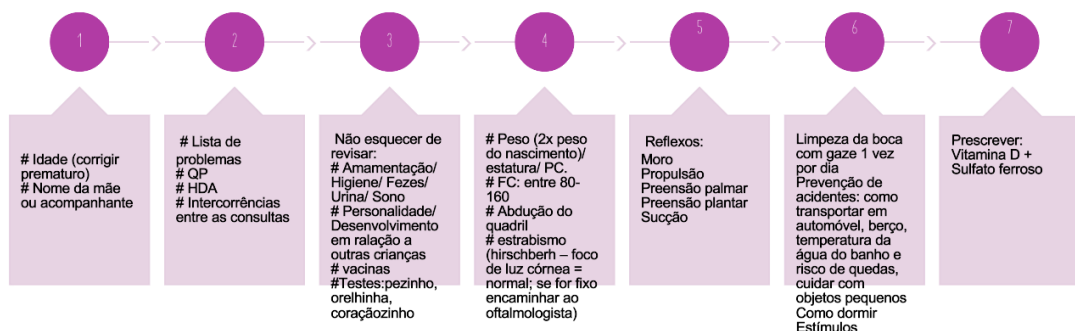 1
# Idade (corrigir
prematuro)
# Nome da mãe
ou acompanhante
2
# Lista de
problemas
# QP
# HDA
# Intercorrências
entre as consultas
3
Não esquecer de
revisar:
# Amamentação/
Higiene/ Fezes/
Urina/ Sono
# Personalidade/
Desenvolvimento
em ralação a
outras crianças
# vacinas
#Testes:pezinho,
orelhinha,
coraçãozinho
4
# Peso (2x peso
do nascimento)/
estatura/ PC.
# FC: entre 80-
160
# Abdução do
quadril
# estrabismo
(hirschberh – foco
de luz córnea =
normal; se for fixo
encaminhar ao
oftalmologista)
5
Reflexos:
Moro
Propulsão
Preensão palmar
Preensão plantar
Sucção
6
Limpeza da boca
com gaze 1 vez
por dia
Prevenção de
acidentes: como
transportar em
automóvel, berço,
temperatura da
água do banho e
risco de quedas,
cuidar com
objetos pequenos
Como dormir
Estímulos
7
Prescrever:
Vitamina D +
Sulfato ferroso